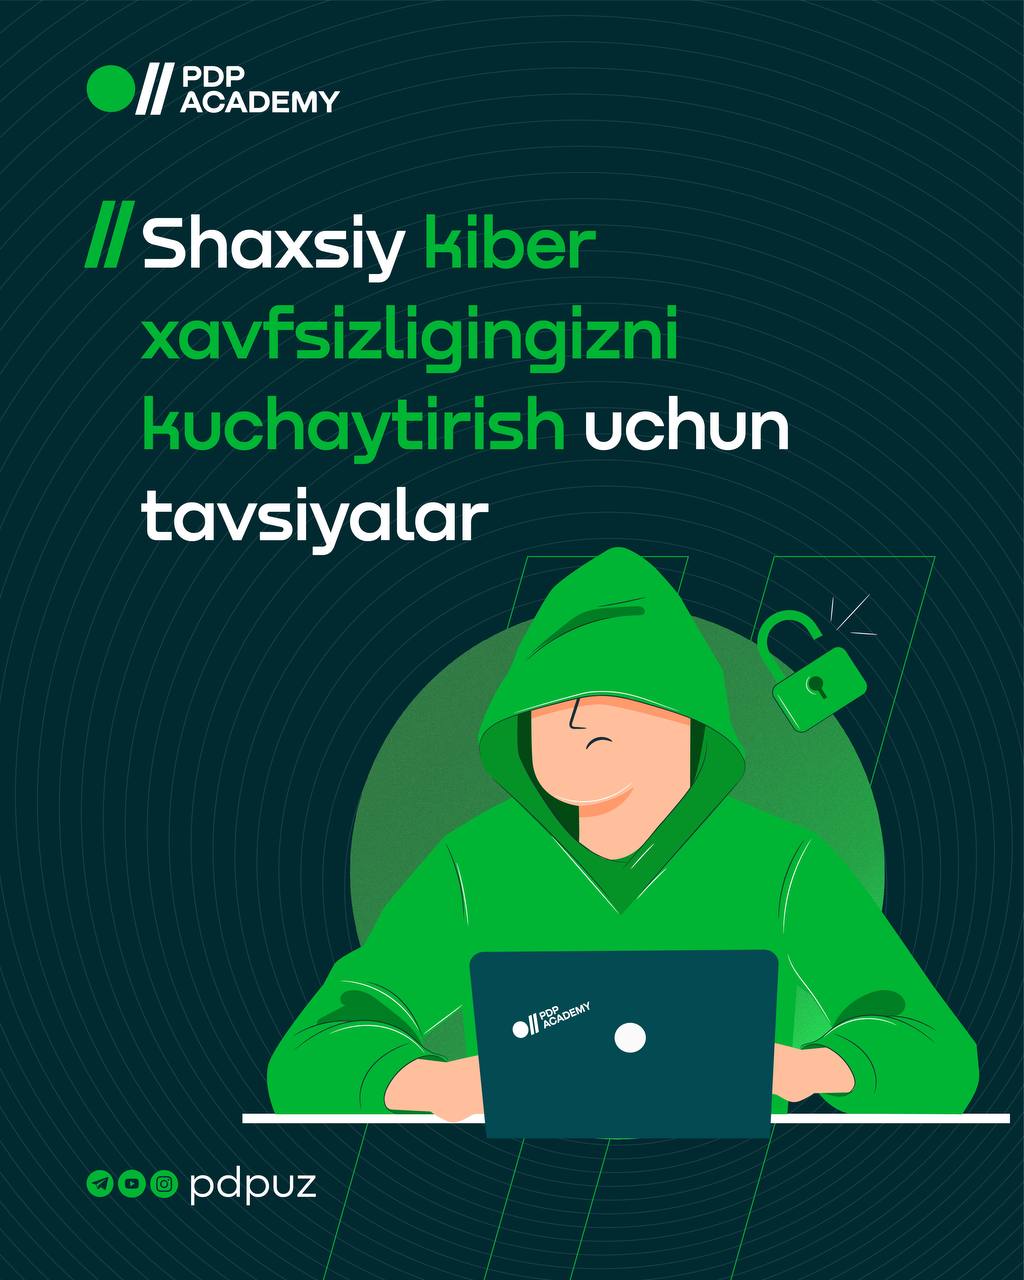 PDP
ACADEMY
Shaxsiy kiber
xavfsizligingizni
kuchaytirish uchun
tavsiyalar
PDP
ACADEMY
pdpuz